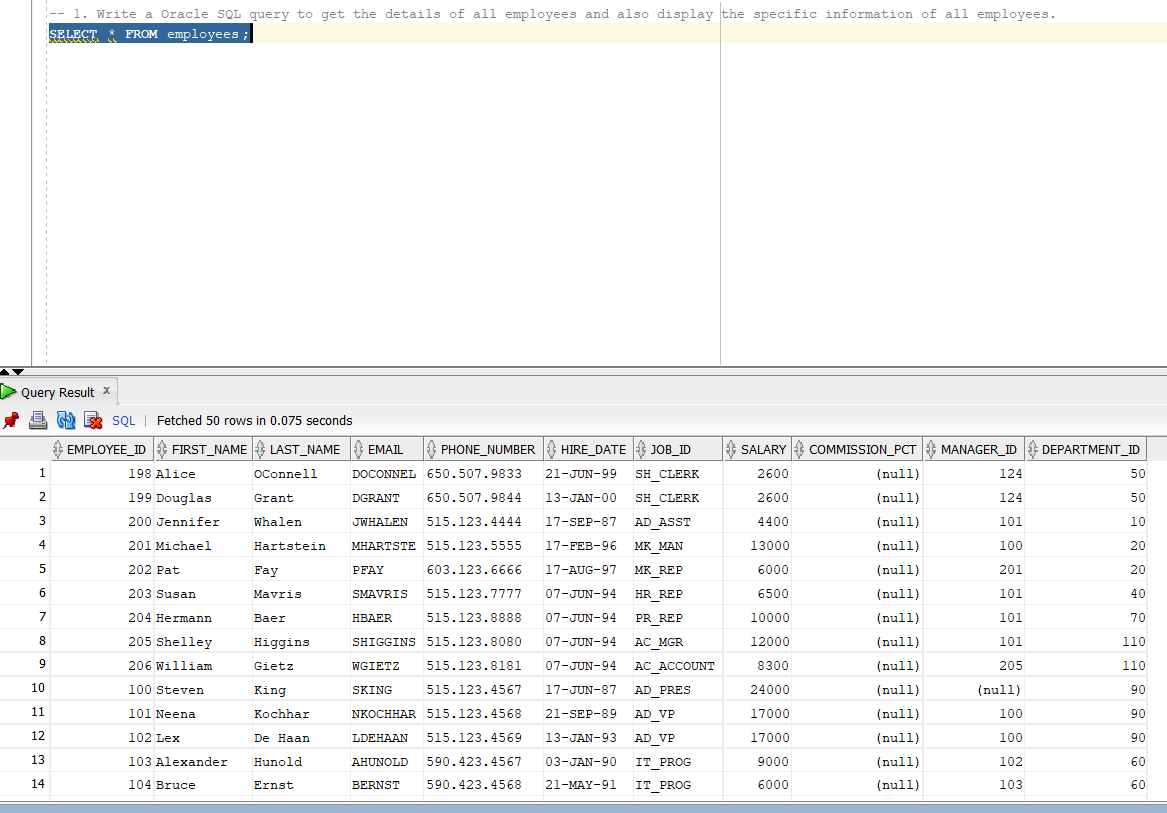 -- 1. Write a Oracle SQL query to get the details of all employees and also display the specific information of all employees.
SELECT * FROM employees;
Query Result x
SQL | Fetched 50 rows in 0.075 seconds
EMPLOYEE_ID FIRST_NAME LAST_NAME EMAIL PHONE_NUMBER HIRE_DATE JOB_ID SALARY COMMISSION_PCT MANAGER_ID DEPARTMENT_ID
1 198 Alice OConnell DOCONNEL 650.507.9833 21-JUN-99 SH_CLERK 2600 (null) 124 50
2 199 Douglas Grant DGRANT 650.507.9844 13-JAN-00 SH_CLERK 2600 (null) 124 50
3 200 Jennifer Whalen JWHALEN 515.123.4444 17-SEP-87 AD_ASST 4400 (null) 101 10
4 201 Michael Hartstein MHARTSTE 515.123.5555 17-FEB-96 MK_MAN 13000 (null) 100 20
5 202 Pat Fay PFAY 603.123.6666 17-AUG-97 MK_REP 6000 (null) 201 20
6 203 Susan Mavris SMAVRIS 515.123.7777 07-JUN-94 HR_REP 6500 (null) 101 40
7 204 Hermann Baer HBAER 515.123.8888 07-JUN-94 PR_REP 10000 (null) 101 70
8 205 Shelley Higgins SHIGGINS 515.123.8080 07-JUN-94 AC_MGR 12000 (null) 101 110
9 206 William Gietz WGIETZ 515.123.8181 07-JUN-94 AC_ACCOUNT 8300 (null) 205 110
10 100 Steven King SKING 515.123.4567 17-JUN-87 AD_PRES 24000 (null) (null) 90
11 101 Neena Kochhar NKOCHHAR 515.123.4568 21-SEP-89 AD_VP 17000 (null) 100 90
12 102 Lex De Haan LDEHAAN 515.123.4569 13-JAN-93 AD_VP 17000 (null) 100 90
13 103 Alexander Hunold AHUNOLD 590.423.4567 03-JAN-90 IT_PROG 9000 (null) 102 60
14 104 Bruce Ernst BERNST 590.423.4568 21-MAY-91 IT_PROG 6000 (null) 103 60